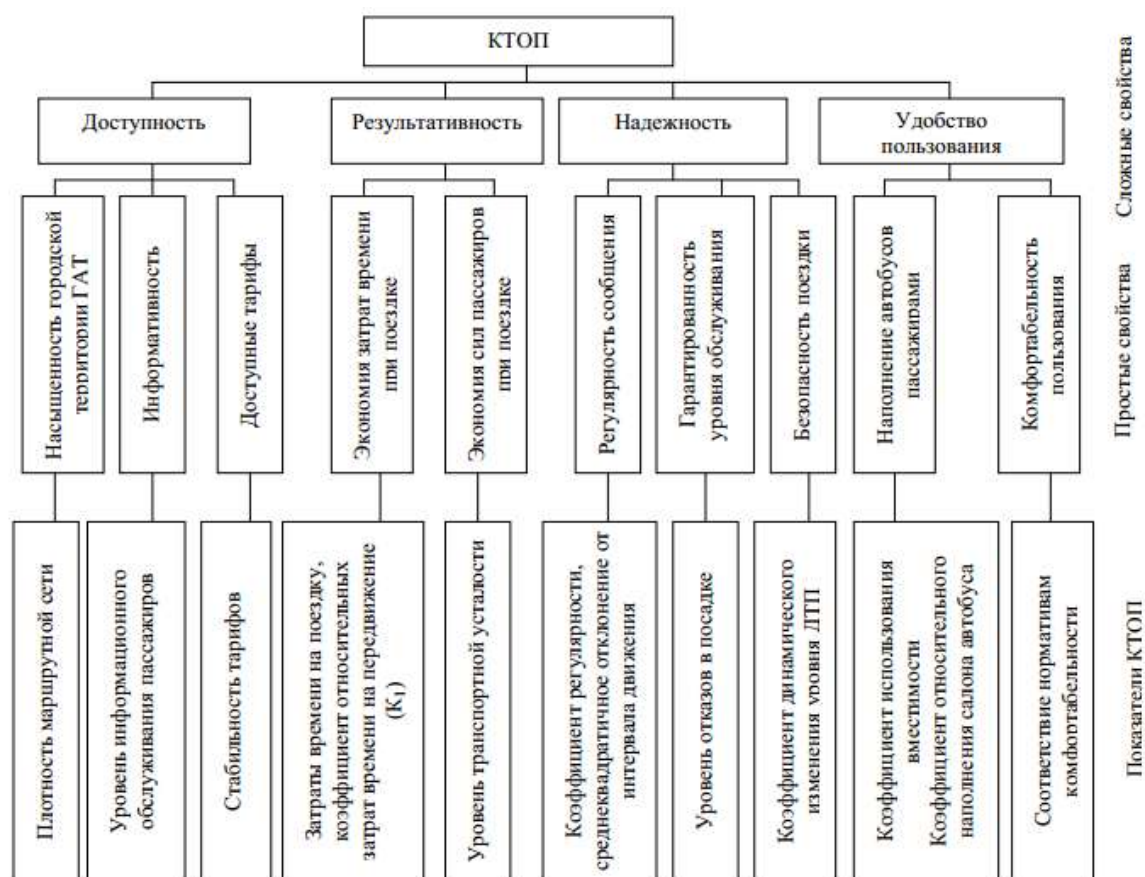 КТОП
Доступность
Результативность
Надежность
Удобство
пользования
Сложные свойства
Насыщенность городской
территории ГАТ
Информативность
Доступные тарифы
Экономия затрат времени
при поездке
Экономия сил пассажиров
при поездке
Регулярность сообщения
Гарантированность
уровня обслуживания
Безопасность поездки
Наполнение автобусов
пассажирами
Комфортабельность
пользования
Простые свойства
Плотность маршрутной сети
Уровень информационного
обслуживания пассажиров
Стабильность тарифов
Затраты времени на поездку,
коэффициент относительных
затрат времени на передвижение
(К₁)
Уровень транспортной усталости
Коэффициент регулярности,
среднеквадратичное отклонение от
интервала движения
Уровень отказов в посадке
Коэффициент динамического
изменения уровня ДТП
Коэффициент использования
вместимости
Коэффициент относительного
наполнения салона автобуса
Соответствие нормативам
комфортабельности
Показатели КТОП